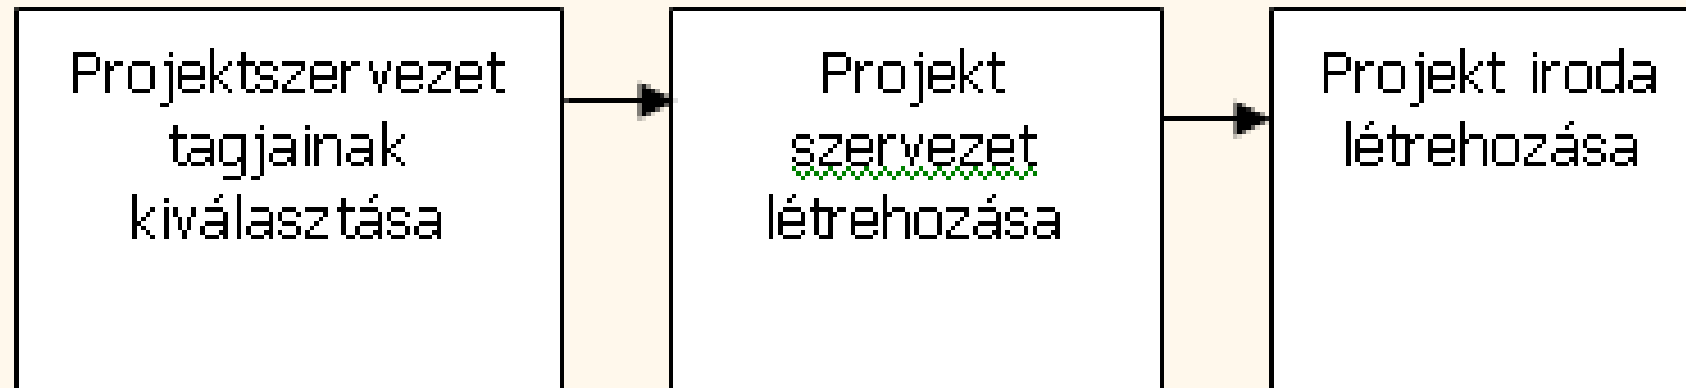 Projektszervezet
tagjainak
kiválasztása
Projekt
szervezet
létrehozása
Projekt iroda
létrehozása